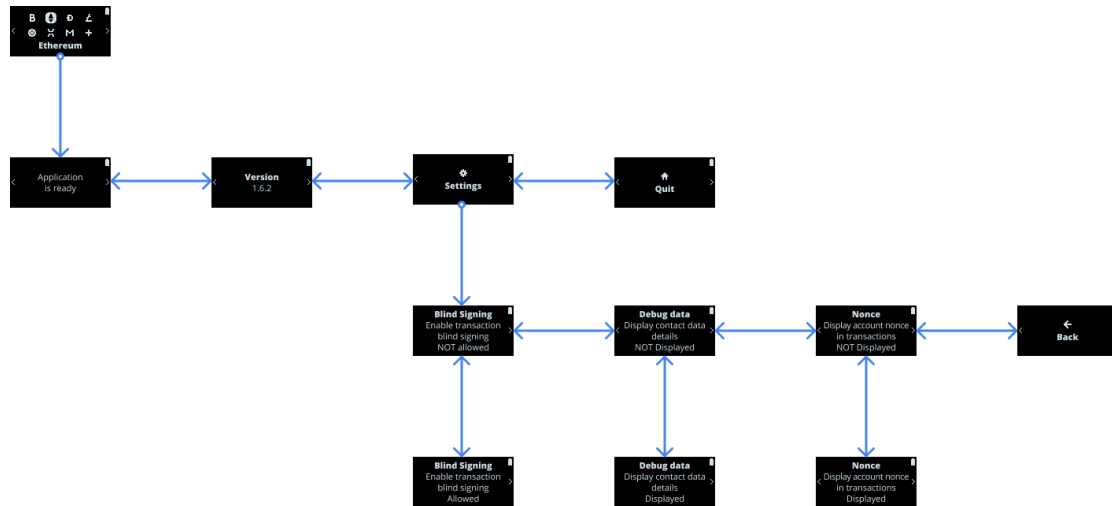 Ethereum
Application
is ready
Version
1.6.2
Settings
Quit
Blind Signing
Enable transaction
blind signing
NOT allowed
Debug data
Display contact data
details
NOT Displayed
Nonce
Display account nonce
in transactions
NOT Displayed
Back
Blind Signing
Enable transaction
blind signing
Allowed
Debug data
Display contact data
details
Displayed
Nonce
Display account nonce
in transactions
Displayed